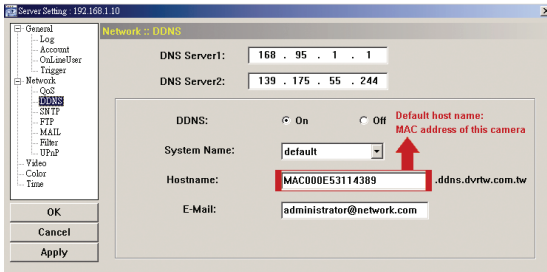 Server Setting : 192.168.1.10
General
Log
Account
OnLineUser
Trigger
Network
QoS
DDNS
SNTP
FTP
MAIL
Filter
UPnP
Video
Color
Time
OK
Cancel
Apply
Network :: DDNS
DNS Server1: 168 . 95 . 1 . 1
DNS Server2: 139 . 175 . 55 . 244
DDNS: On Off
Default host name:
MAC address of this camera
System Name: default
Hostname: MAC000E53114389 .ddns.dvrtw.com.tw
E-Mail: administrator@network.com